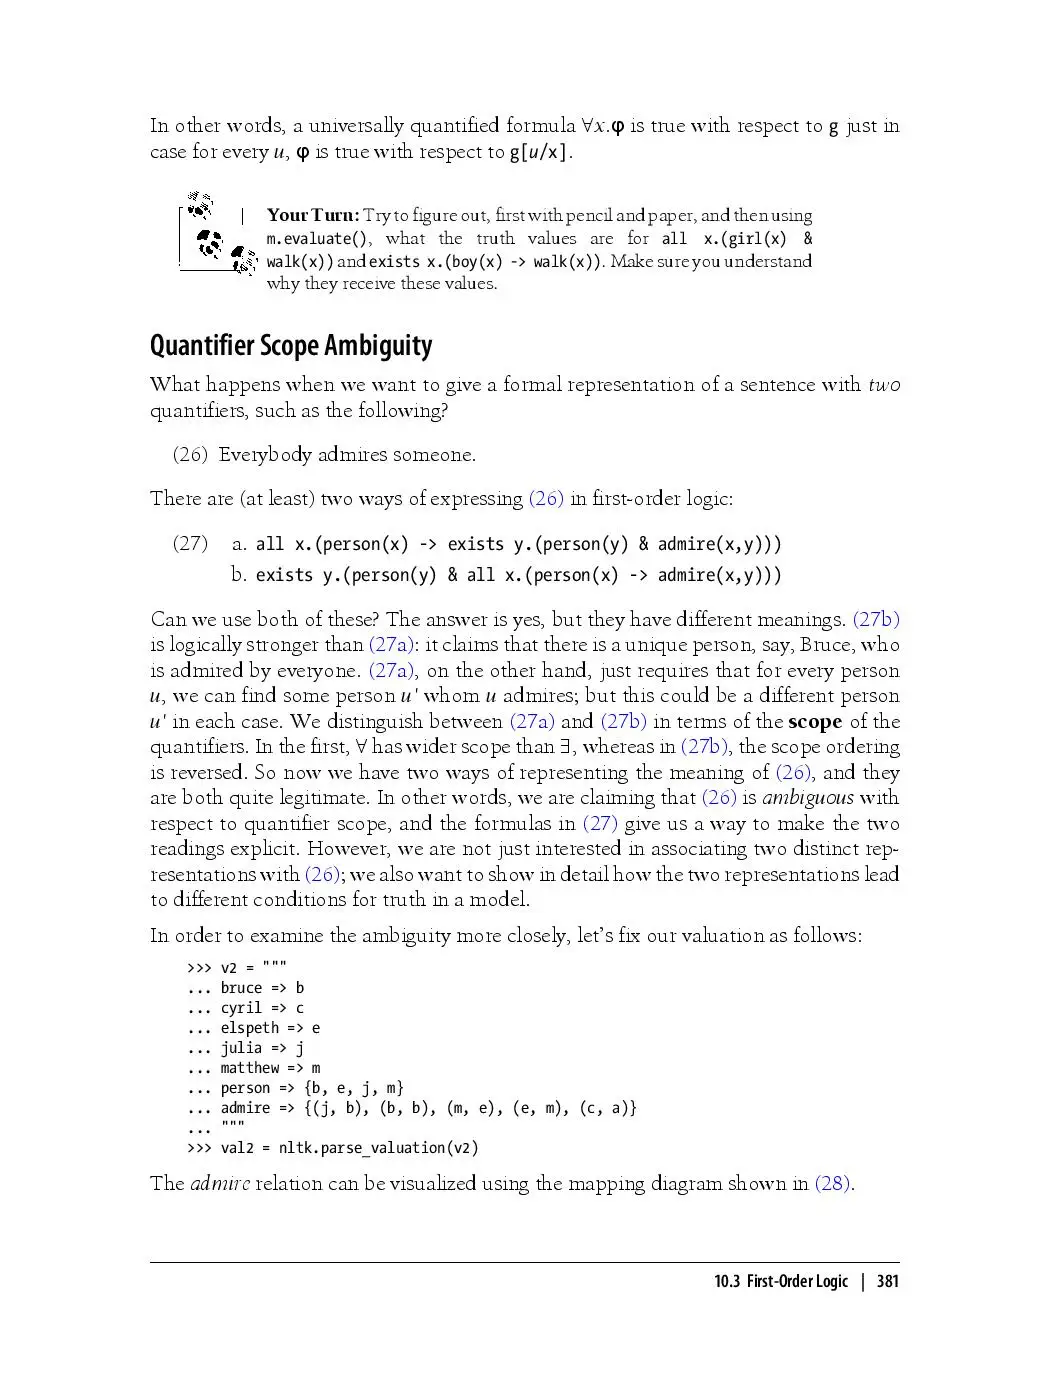 In other words, a universally quantified formula ∀x.φ is true with respect to g just in
case for every u, φ is true with respect to g[u/x].
Your Turn: Try to figure out, first with pencil and paper, and then using
m.evaluate(), what the truth values are for all x.(girl(x) &
walk(x)) and exists x.(boy(x) -> walk(x)). Make sure you understand
why they receive these values.
Quantifier Scope Ambiguity
What happens when we want to give a formal representation of a sentence with two
quantifiers, such as the following?
(26) Everybody admires someone.
There are (at least) two ways of expressing (26) in first-order logic:
(27) a. all x.(person(x) -> exists y.(person(y) & admire(x,y)))
b. exists y.(person(y) & all x.(person(x) -> admire(x,y)))
Can we use both of these? The answer is yes, but they have different meanings. (27b)
is logically stronger than (27a): it claims that there is a unique person, say, Bruce, who
is admired by everyone. (27a), on the other hand, just requires that for every person
u, we can find some person u' whom u admires; but this could be a different person
u' in each case. We distinguish between (27a) and (27b) in terms of the scope of the
quantifiers. In the first, ∀ has wider scope than ∃, whereas in (27b), the scope ordering
is reversed. So now we have two ways of representing the meaning of (26), and they
are both quite legitimate. In other words, we are claiming that (26) is ambiguous with
respect to quantifier scope, and the formulas in (27) give us a way to make the two
readings explicit. However, we are not just interested in associating two distinct rep-
resentations with (26); we also want to show in detail how the two representations lead
to different conditions for truth in a model.
In order to examine the ambiguity more closely, let's fix our valuation as follows:
>>> v2 = """
... bruce => b
... cyril => c
... elspeth => e
... julia => j
... matthew => m
... person => {b, e, j, m}
... admire => {(j, b), (b, b), (m, e), (e, m), (c, a)}
... """
>>> val2 = nltk.parse_valuation(v2)
The admire relation can be visualized using the mapping diagram shown in (28).
10.3 First-Order Logic | 381